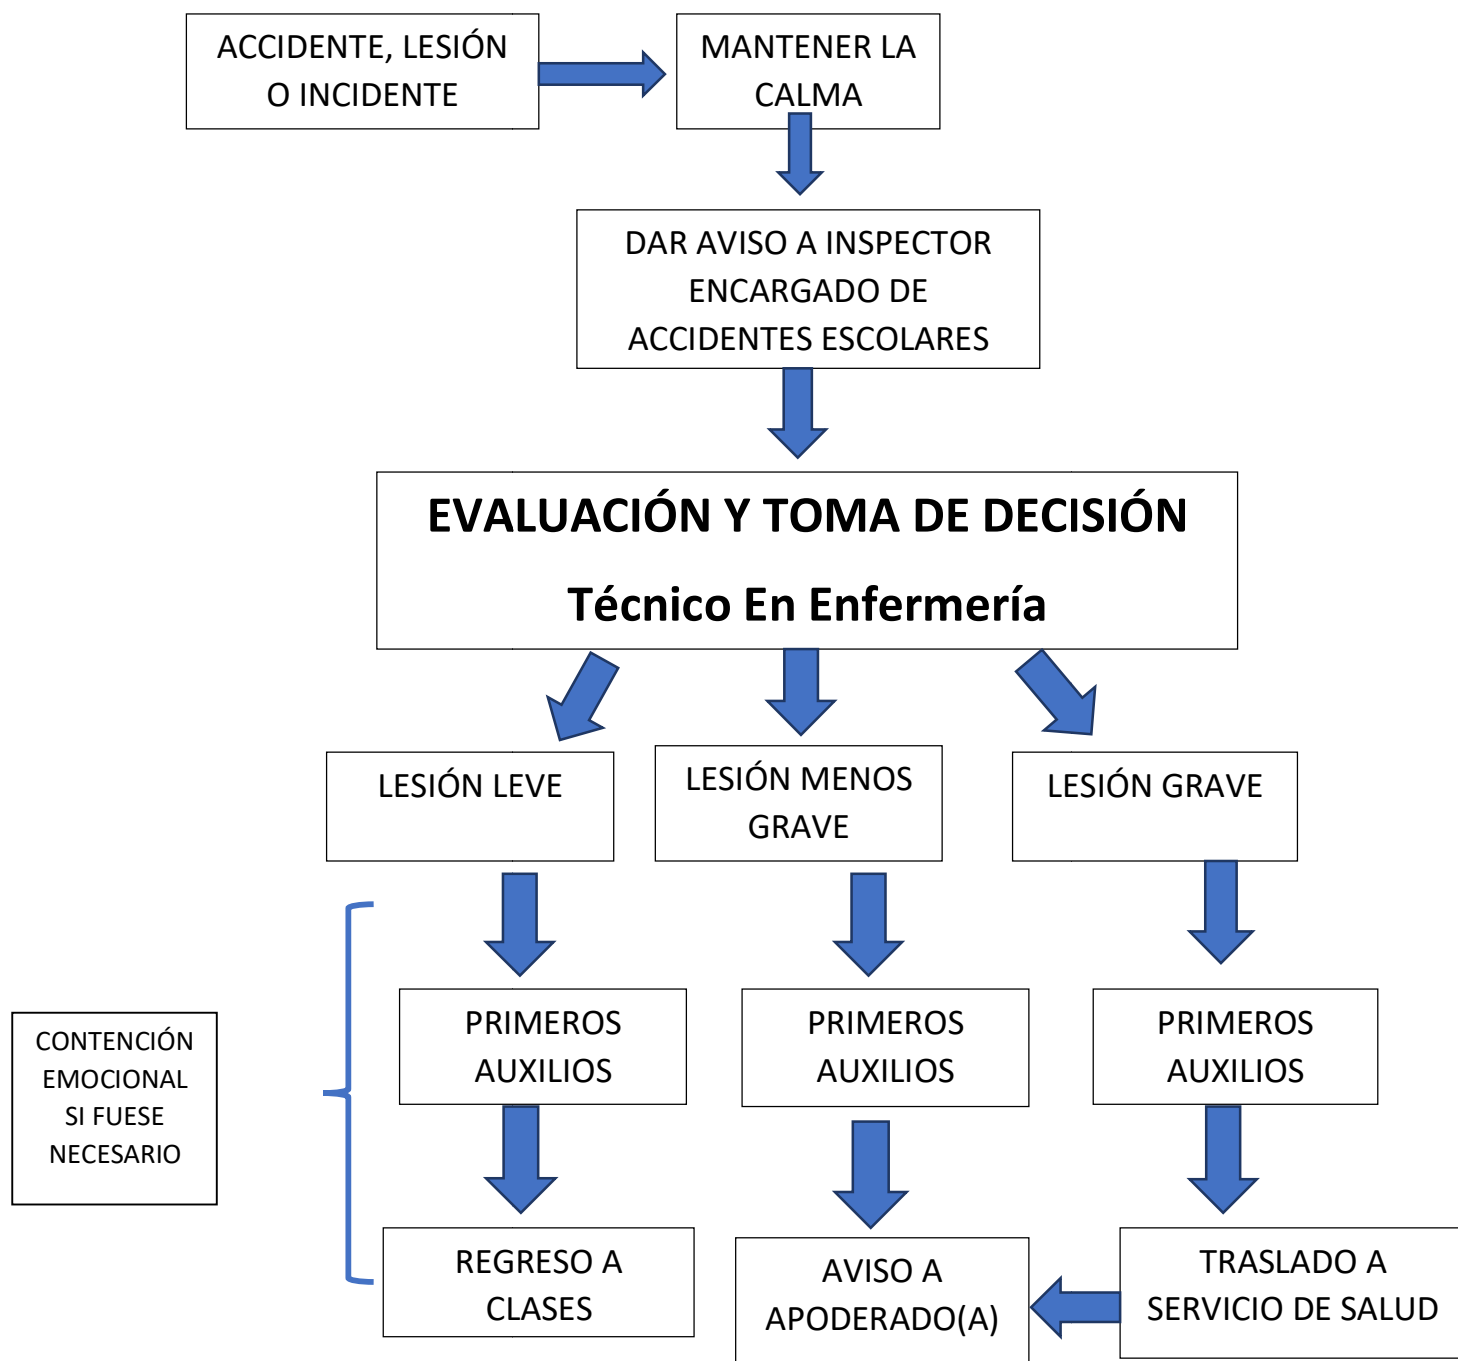 ACCIDENTE, LESIÓN
O INCIDENTE
MANTENER LA
CALMA
DAR AVISO A INSPECTOR
ENCARGADO DE
ACCIDENTES ESCOLARES
EVALUACIÓN Y TOMA DE DECISIÓN
Técnico En Enfermería
LESIÓN LEVE
LESIÓN MENOS
GRAVE
LESIÓN GRAVE
CONTENCIÓN
EMOCIONAL
SI FUESE
NECESARIO
PRIMEROS
AUXILIOS
PRIMEROS
AUXILIOS
PRIMEROS
AUXILIOS
REGRESO A
CLASES
AVISO A
APODERADO(A)
TRASLADO A
SERVICIO DE SALUD